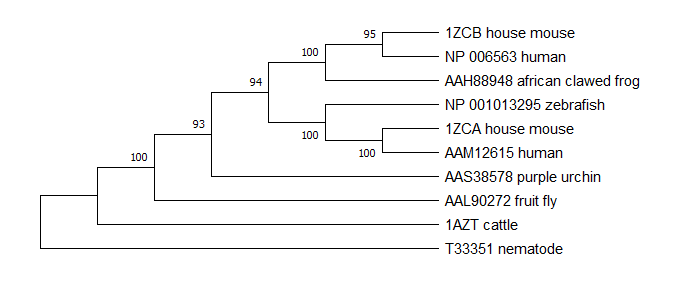 95
1ZCB house mouse
100
NP 006563 human
94
AAH88948 african clawed frog
NP 001013295 zebrafish
93
1ZCA house mouse
100
100
AAM12615 human
100
AAS38578 purple urchin
AAL90272 fruit fly
1AZT cattle
T33351 nematode